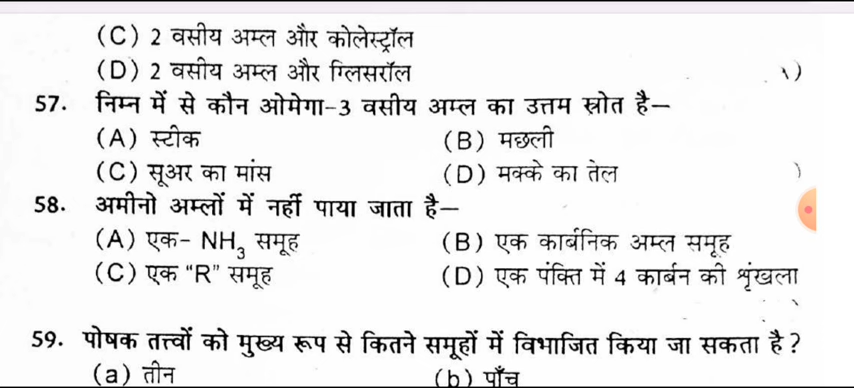 (C) 2 वसीय अम्ल और कोलेस्ट्रॉल
(D) 2 वसीय अम्ल और ग्लिसरॉल
57. निम्न में से कौन ओमेगा-3 वसीय अम्ल का उत्तम स्रोत है—
(A) स्टीक (B) मछली
(C) सूअर का मांस (D) मक्के का तेल
58. अमीनो अम्लों में नहीं पाया जाता है—
(A) एक- NH₃ समूह (B) एक कार्बनिक अम्ल समूह
(C) एक “R” समूह (D) एक पंक्ति में 4 कार्बन की शृंखला
59. पोषक तत्त्वों को मुख्य रूप से कितने समूहों में विभाजित किया जा सकता है?
(a) तीन (b) पाँच